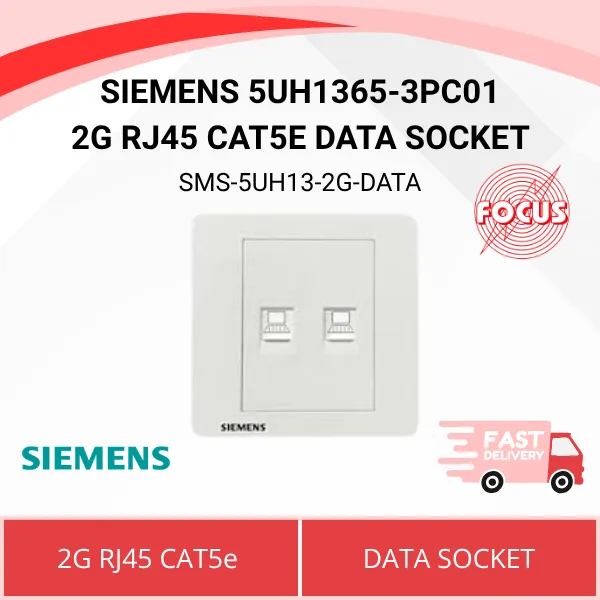 SIEMENS 5UH1365-3PC01
2G RJ45 CAT5E DATA SOCKET
SMS-5UH13-2G-DATA
FOCUS
SIEMENS
SIEMENS
FAST
DELIVERY
2G RJ45 CAT5e
DATA SOCKET